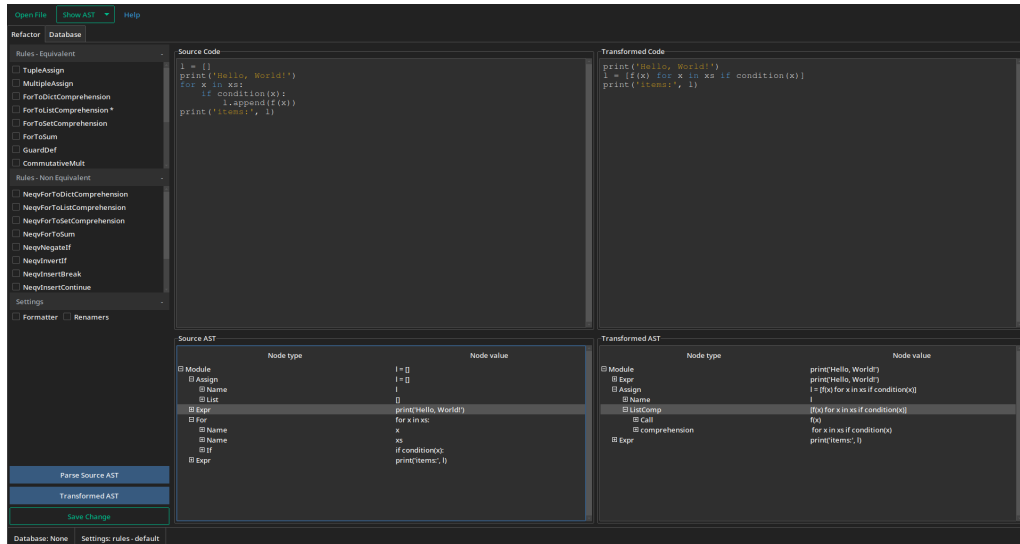 Open File Show AST Help
Refactor Database
Rules - Equivalent -
TupleAssign
MultipleAssign
ForToDictComprehension
ForToListComprehension *
ForToSetComprehension
ForToSum
GuardDef
CommutativeMult
Rules - Non Equivalent -
NeqvForToDictComprehension
NeqvForToListComprehension
NeqvForToSetComprehension
NeqvForToSum
NeqvNegateIf
NeqvInvertIf
NeqvInsertBreak
NeqvInsertContinue
Settings -
Formatter Renamers
Parse Source AST
Transformed AST
Save Change
Source Code
l = []
print('Hello, World!')
for x in xs:
    if condition(x):
        l.append(f(x))
print('items:', l)
Transformed Code
print('Hello, World!')
l = [f(x) for x in xs if condition(x)]
print('items:', l)
Source AST
Node type Node value
Module l = []
Assign l = []
Name l
List []
Expr print('Hello, World!')
For for x in xs:
Name x
Name xs
If if condition(x):
Expr print('items:', l)
Transformed AST
Node type Node value
Module print('Hello, World!')
Expr print('Hello, World!')
Assign l = [f(x) for x in xs if condition(x)]
Name l
ListComp [f(x) for x in xs if condition(x)]
Call f(x)
comprehension for x in xs if condition(x)
Expr print('items:', l)
Database: None Settings: rules - default